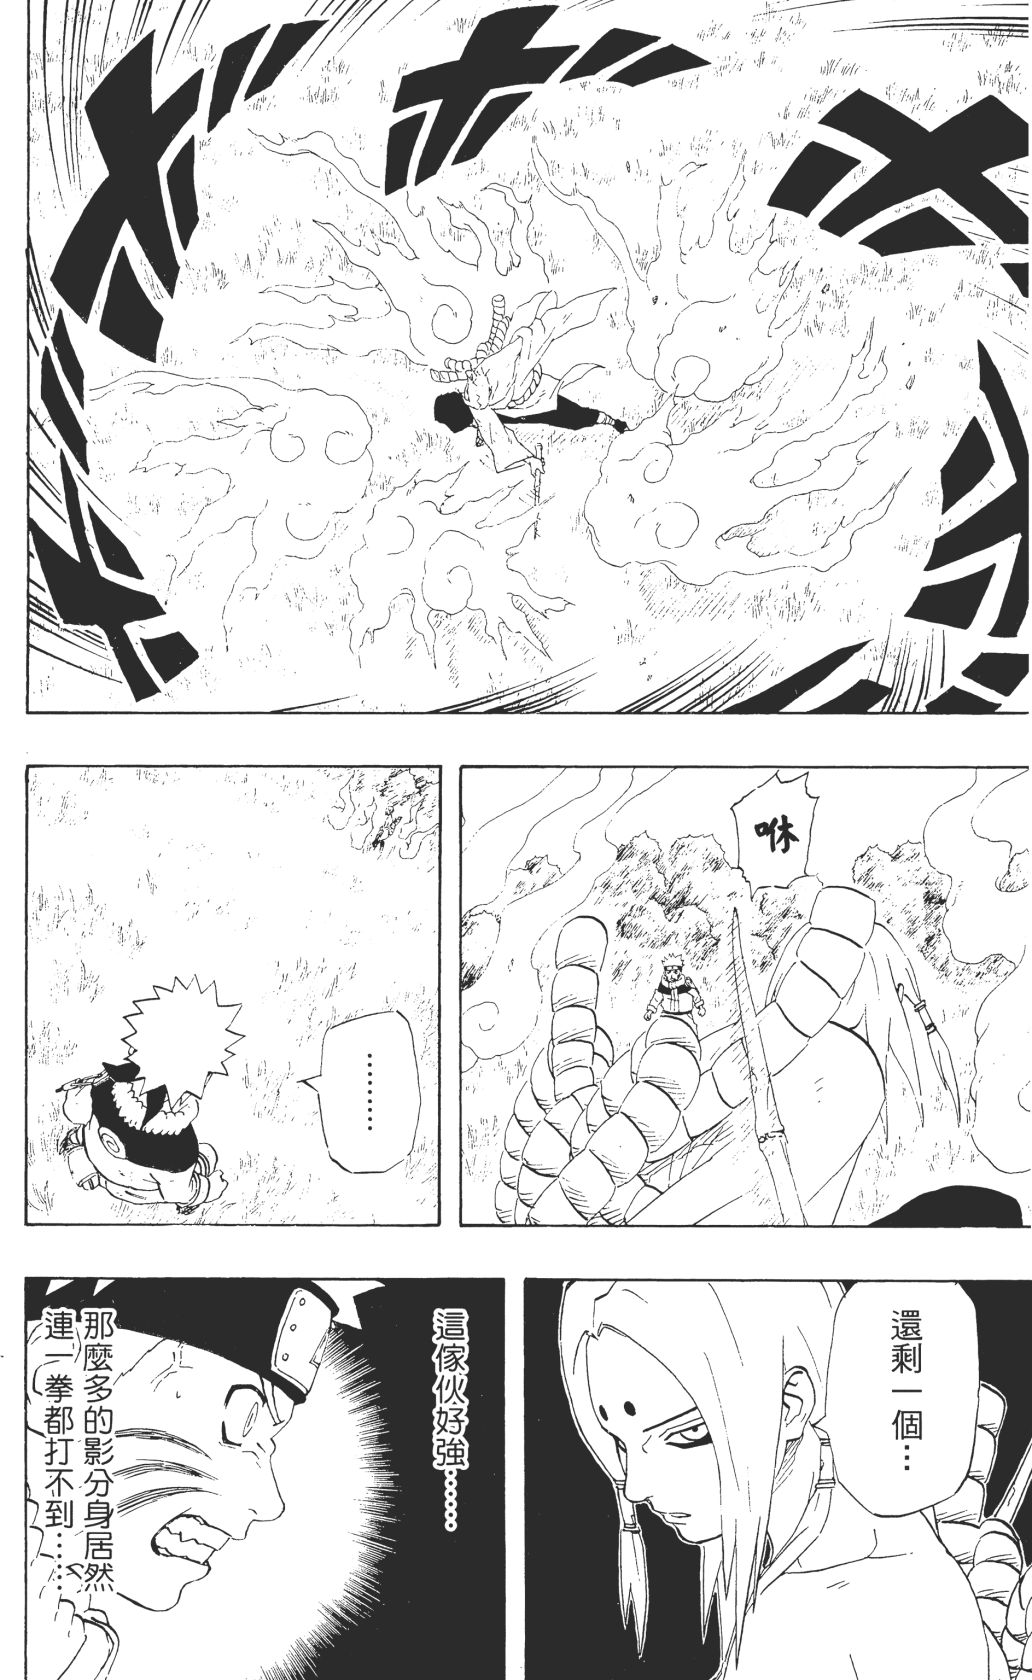 咻
…………
還剩一個…
這傢伙好強……
那麼多的影分身居然
連一拳都打不到……